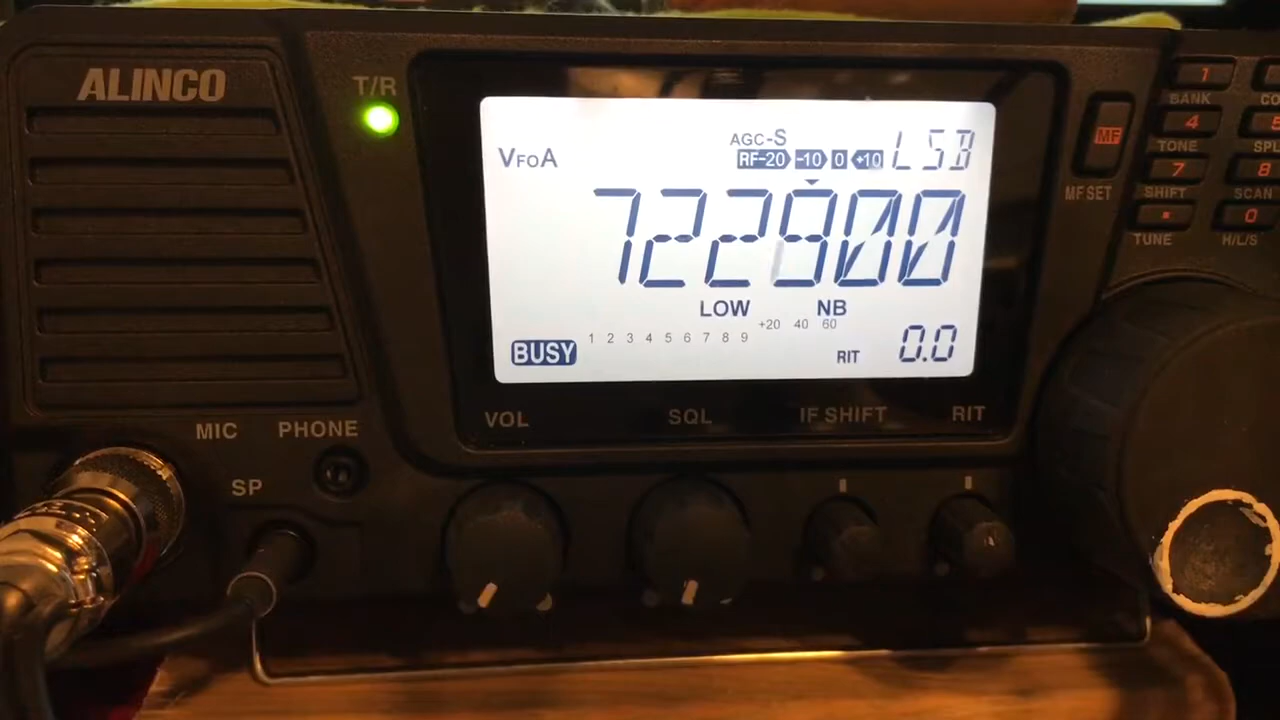 ALINCO
T/R
VFOA
AGC-S
RF-20 -10 0 +10
LSB
722900
LOW NB
1 2 3 4 5 6 7 8 9 +20 40 60
BUSY
RIT 0.0
VOL SQL IF SHIFT RIT
MIC PHONE
SP
MF
MF SET
1
BANK
4
TONE
7 8
SHIFT SCAN
0
TUNE H/L/S